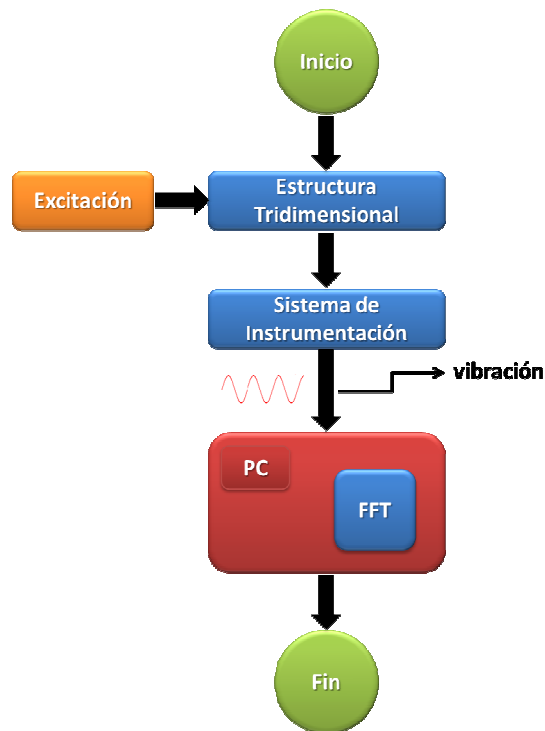 Inicio
Excitación
Estructura
Tridimensional
Sistema de
Instrumentación
vibración
PC
FFT
Fin